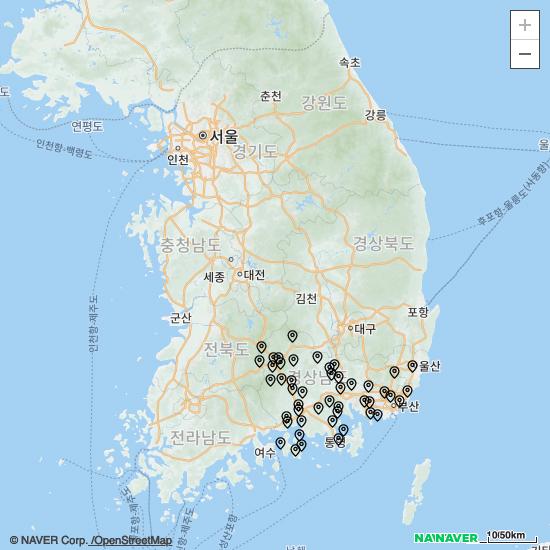 +
−
속초
춘천
강원도
강릉
도
연평도
서울
울
인천항-백령도
인천
경기도
후포항-울릉도(사동항)
충청남도
경상북도
세종
대전
김천
인천항-제주도
군산
포항
대구
전북도
울산
경상남도
부산
전라남도
여수
통영
후포항-제주도
NAVER
10/50km
© NAVER Corp. /OpenStreetMap